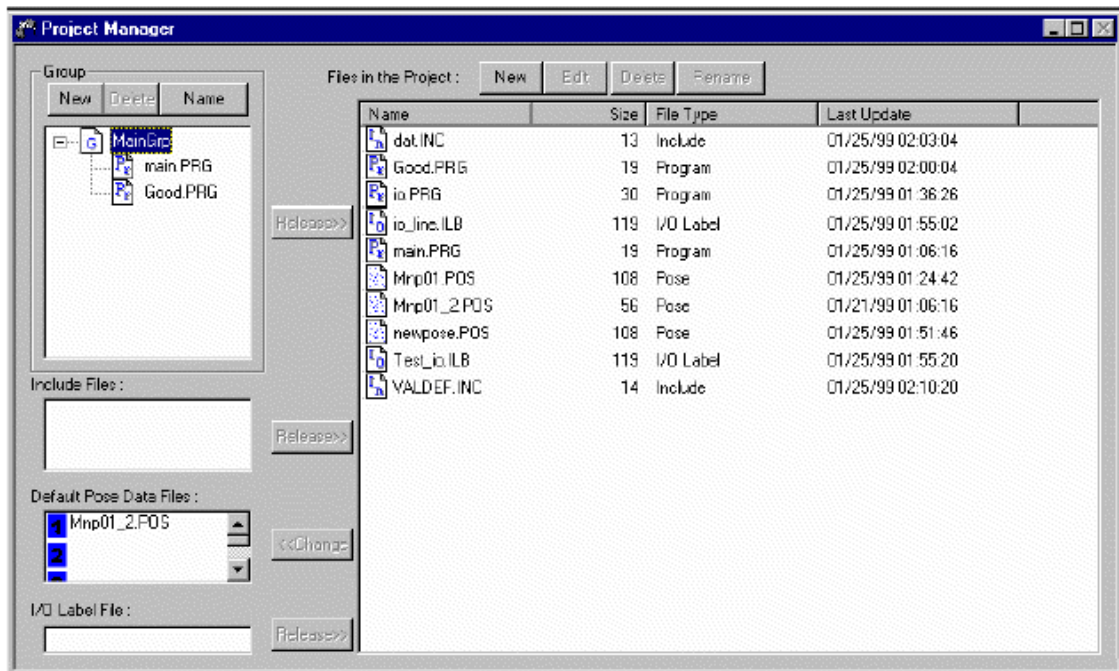 Project Manager
Group
New Delete Name
MainGrp
main.PRG
Good.PRG
Include Files :
Default Pose Data Files :
1 Mnp01_2.POS
2
I/O Label File :
Release>>
Release>>
<<Change
Release>>
Files in the Project : New Edit Delete Rename
Name Size File Type Last Update
dat.INC 13 Include 01/25/99 02:03:04
Good.PRG 19 Program 01/25/99 02:00:04
io.PRG 30 Program 01/25/99 01:36:26
io_line.ILB 119 I/O Label 01/25/99 01:55:02
main.PRG 19 Program 01/25/99 01:06:16
Mnp01.POS 108 Pose 01/25/99 01:24:42
Mnp01_2.POS 56 Pose 01/21/99 01:06:16
newpose.POS 108 Pose 01/25/99 01:51:46
Test_io.ILB 119 I/O Label 01/25/99 01:55:20
VALDEF.INC 14 Include 01/25/99 02:10:20